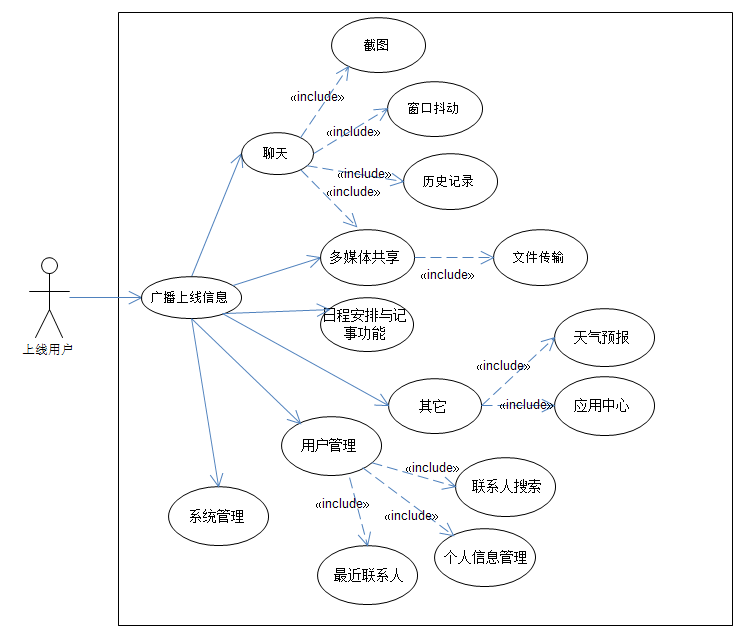 截图
«include»
窗口抖动
«include»
聊天
«include»
历史记录
«include»
多媒体共享
文件传输
«include»
广播上线信息
日程安排与记
事功能
上线用户
天气预报
«include»
其它
«include»
应用中心
用户管理
«include»
联系人搜索
«include»
«include»
系统管理
个人信息管理
最近联系人